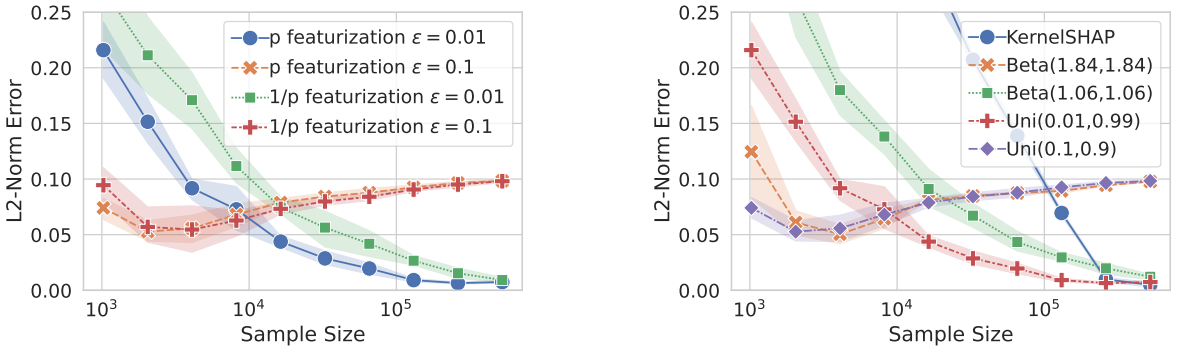 0.25
0.20
0.15
0.10
0.05
0.00
L2-Norm Error
p featurization ε = 0.01
p featurization ε = 0.1
1/p featurization ε = 0.01
1/p featurization ε = 0.1
10³
10⁴
10⁵
Sample Size
0.25
0.20
0.15
0.10
0.05
0.00
L2-Norm Error
KernelSHAP
Beta(1.84,1.84)
Beta(1.06,1.06)
Uni(0.01,0.99)
Uni(0.1,0.9)
10³
10⁴
10⁵
Sample Size